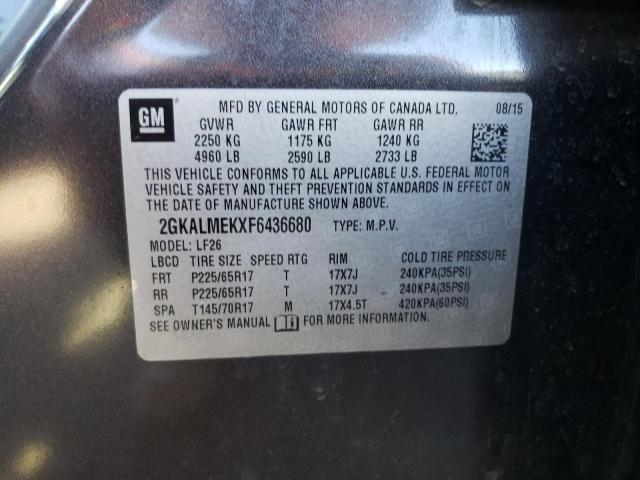 GM
MFD BY GENERAL MOTORS OF CANADA LTD. 08/15
GVWR GAWR FRT GAWR RR
2250 KG 1175 KG 1240 KG
4960 LB 2590 LB 2733 LB
THIS VEHICLE CONFORMS TO ALL APPLICABLE U.S. FEDERAL MOTOR
VEHICLE SAFETY AND THEFT PREVENTION STANDARDS IN EFFECT ON
THE DATE OF MANUFACTURE SHOWN ABOVE.
2GKALMEKXF6436680 TYPE: M.P.V.
MODEL: LF26
LBCD TIRE SIZE SPEED RTG RIM COLD TIRE PRESSURE
FRT P225/65R17 T 17X7J 240KPA(35PSI)
RR P225/65R17 T 17X7J 240KPA(35PSI)
SPA T145/70R17 M 17X4.5T 420KPA(60PSI)
SEE OWNER'S MANUAL FOR MORE INFORMATION.